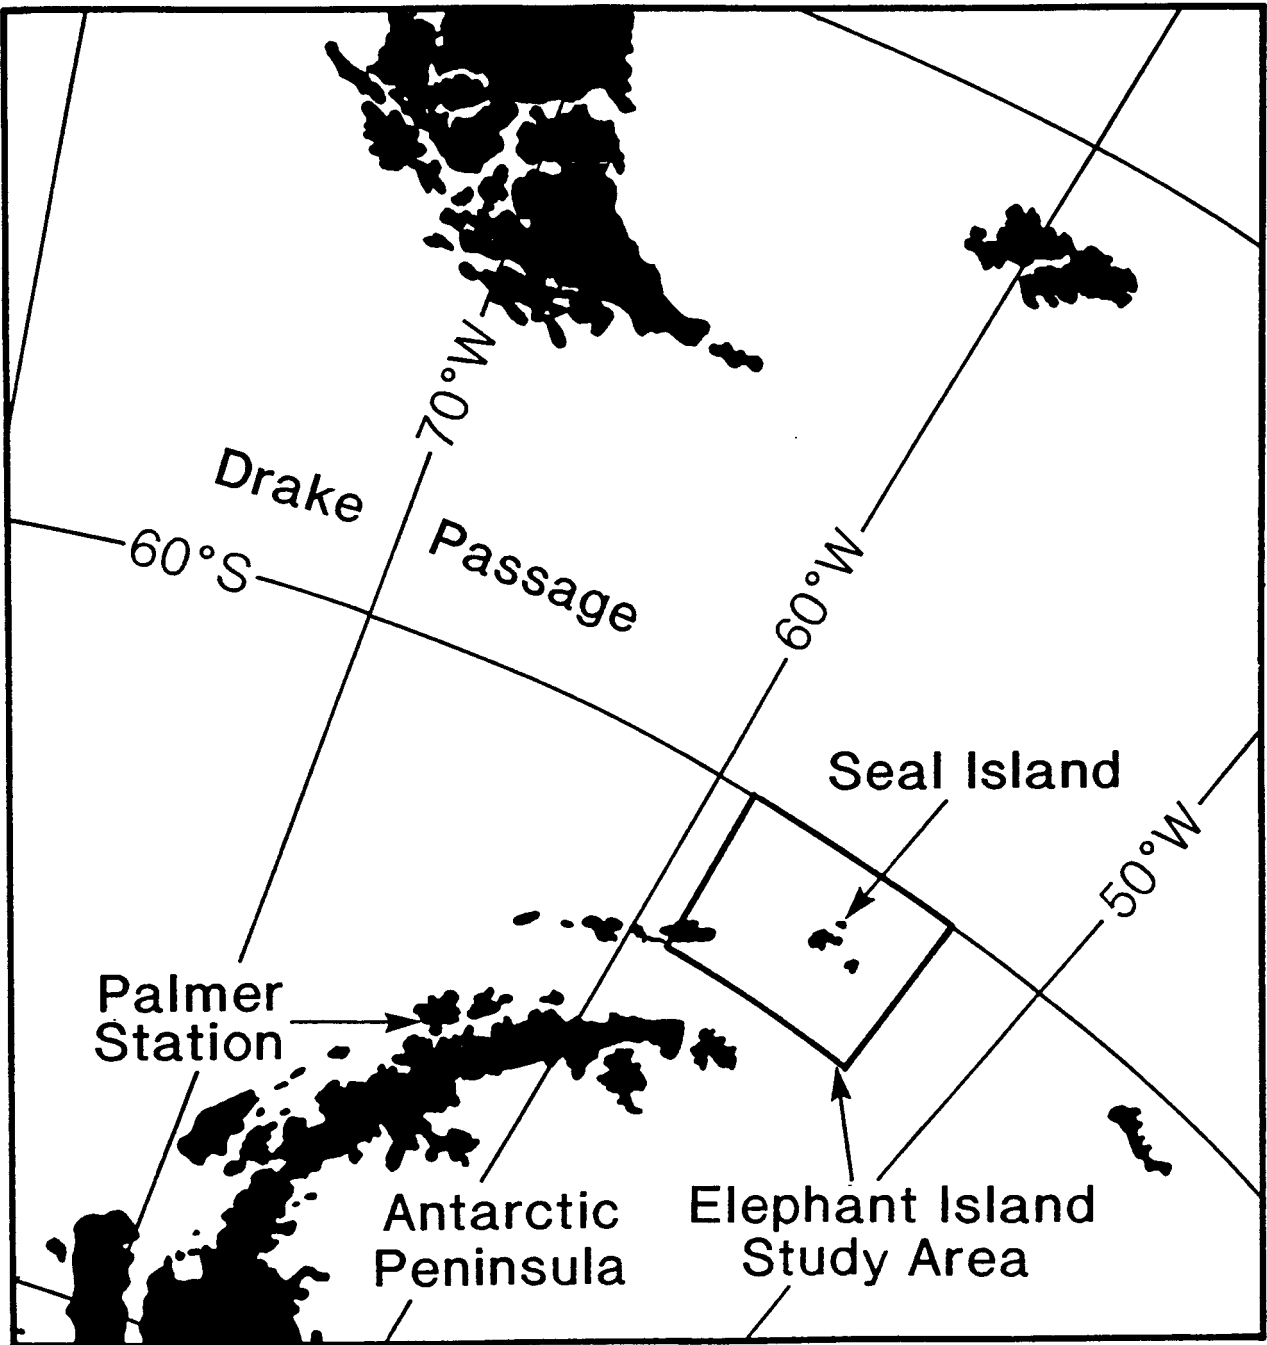 70°W
Drake
Passage
60°S
60°W
Seal Island
50°W
Palmer
Station
Antarctic
Peninsula
Elephant Island
Study Area